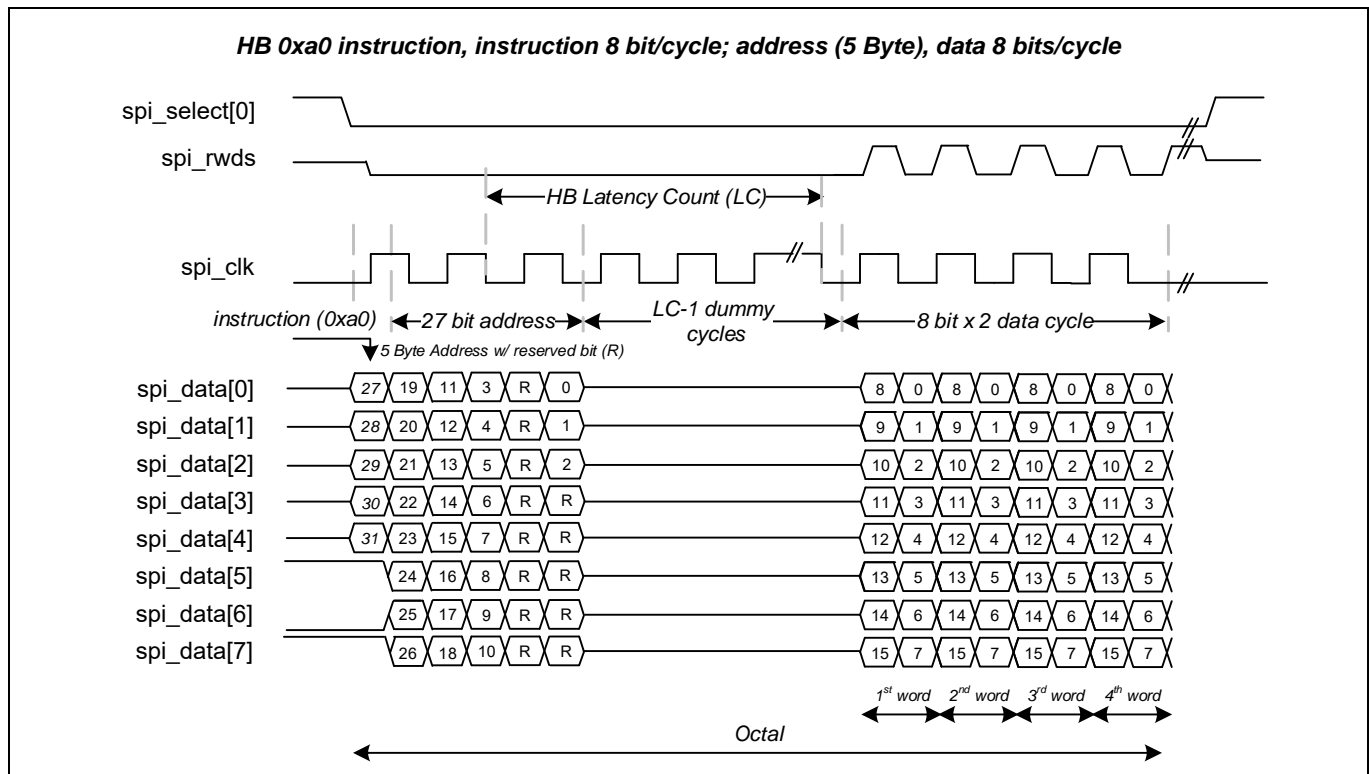 HB 0xa0 instruction, instruction 8 bit/cycle; address (5 Byte), data 8 bits/cycle
spi_select[0]
spi_rwds
HB Latency Count (LC)
spi_clk
instruction (0xa0) 27 bit address LC-1 dummy cycles 8 bit x 2 data cycle
5 Byte Address w/ reserved bit (R)
spi_data[0] 27 19 11 3 R 0 8 0 8 0 8 0 8 0
spi_data[1] 28 20 12 4 R 1 9 1 9 1 9 1 9 1
spi_data[2] 29 21 13 5 R 2 10 2 10 2 10 2 10 2
spi_data[3] 30 22 14 6 R R 11 3 11 3 11 3 11 3
spi_data[4] 31 23 15 7 R R 12 4 12 4 12 4 12 4
spi_data[5] 24 16 8 R R 13 5 13 5 13 5 13 5
spi_data[6] 25 17 9 R R 14 6 14 6 14 6 14 6
spi_data[7] 26 18 10 R R 15 7 15 7 15 7 15 7
1st word 2nd word 3rd word 4th word
Octal